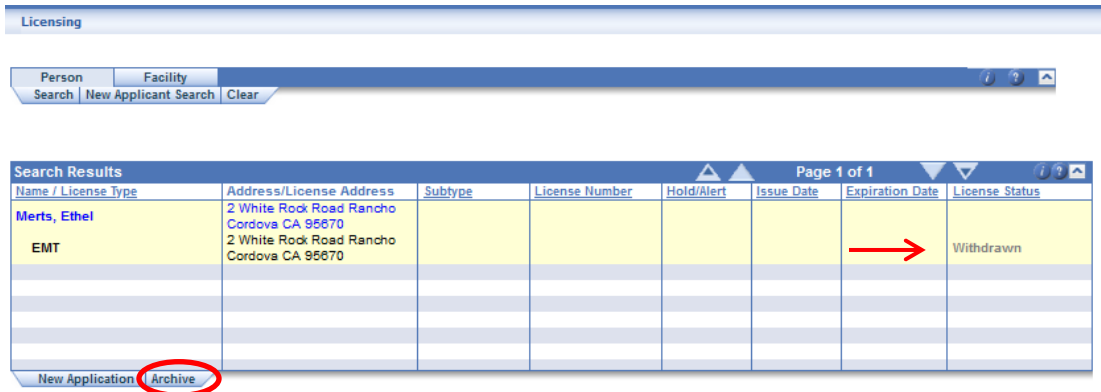 Licensing
Person Facility
Search New Applicant Search Clear
Search Results Page 1 of 1
Name / License Type Address/License Address Subtype License Number Hold/Alert Issue Date Expiration Date License Status
Merts, Ethel 2 White Rock Road Rancho
Cordova CA 95670
EMT 2 White Rock Road Rancho
Cordova CA 95670 Withdrawn
New Application Archive